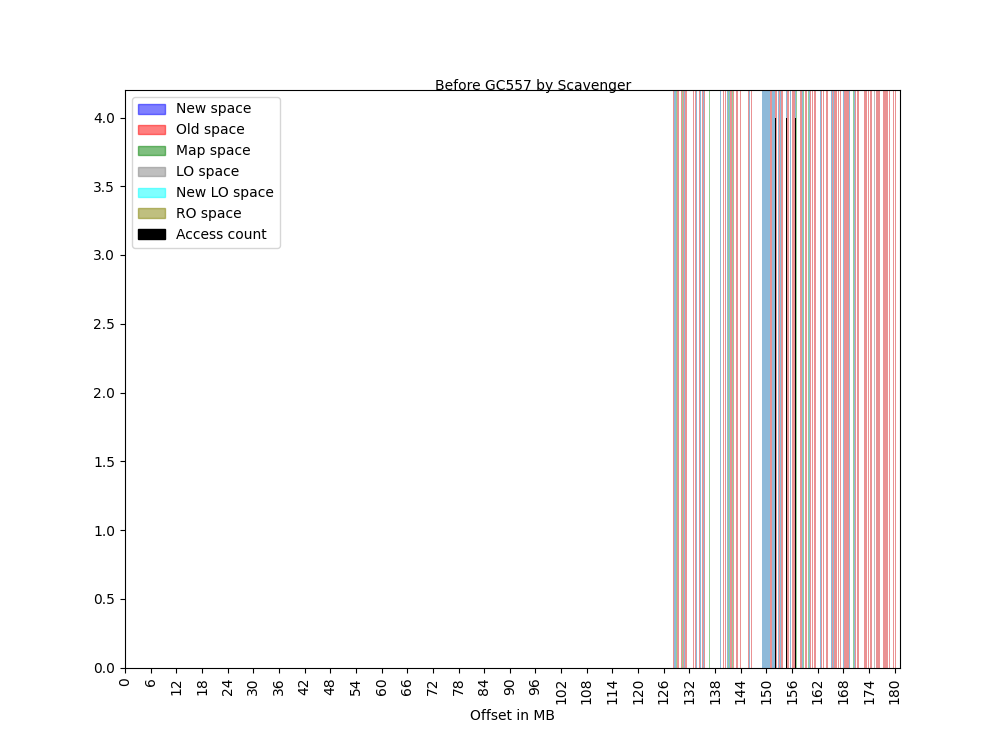 Before GC557 by Scavenger
New space
Old space
Map space
LO space
New LO space
RO space
Access count
4.0
3.5
3.0
2.5
2.0
1.5
1.0
0.5
0.0
0 6 12 18 24 30 36 42 48 54 60 66 72 78 84 90 96 102 108 114 120 126 132 138 144 150 156 162 168 174 180
Offset in MB